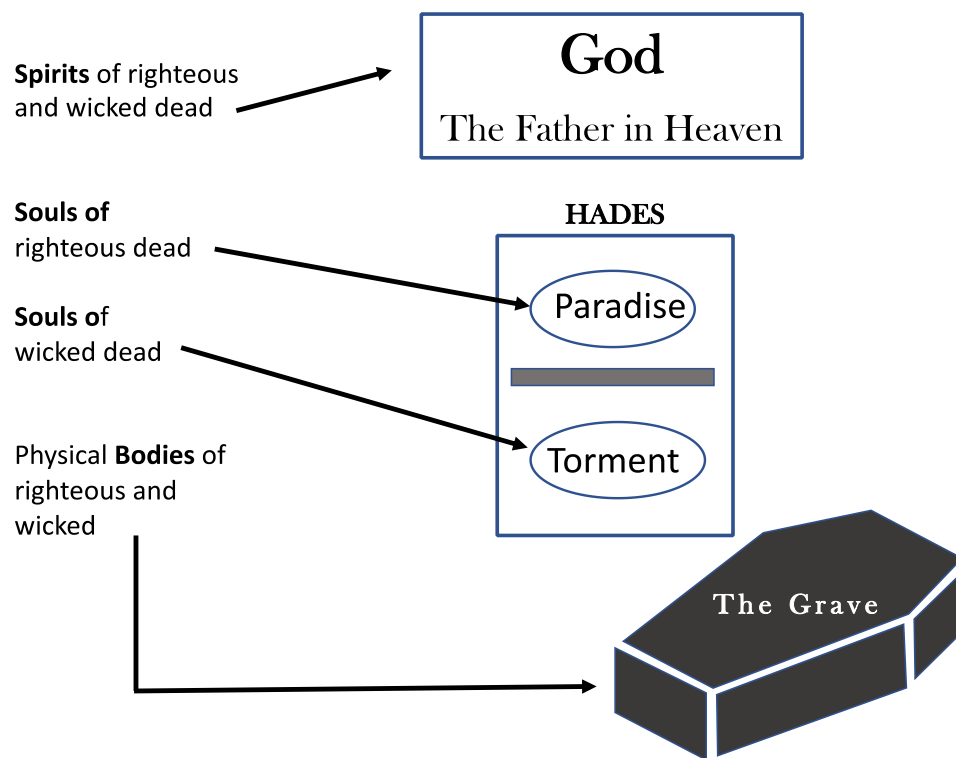 God
The Father in Heaven
Spirits of righteous
and wicked dead
Souls of
righteous dead
HADES
Paradise
Souls of
wicked dead
Torment
Physical Bodies of
righteous and
wicked
The Grave